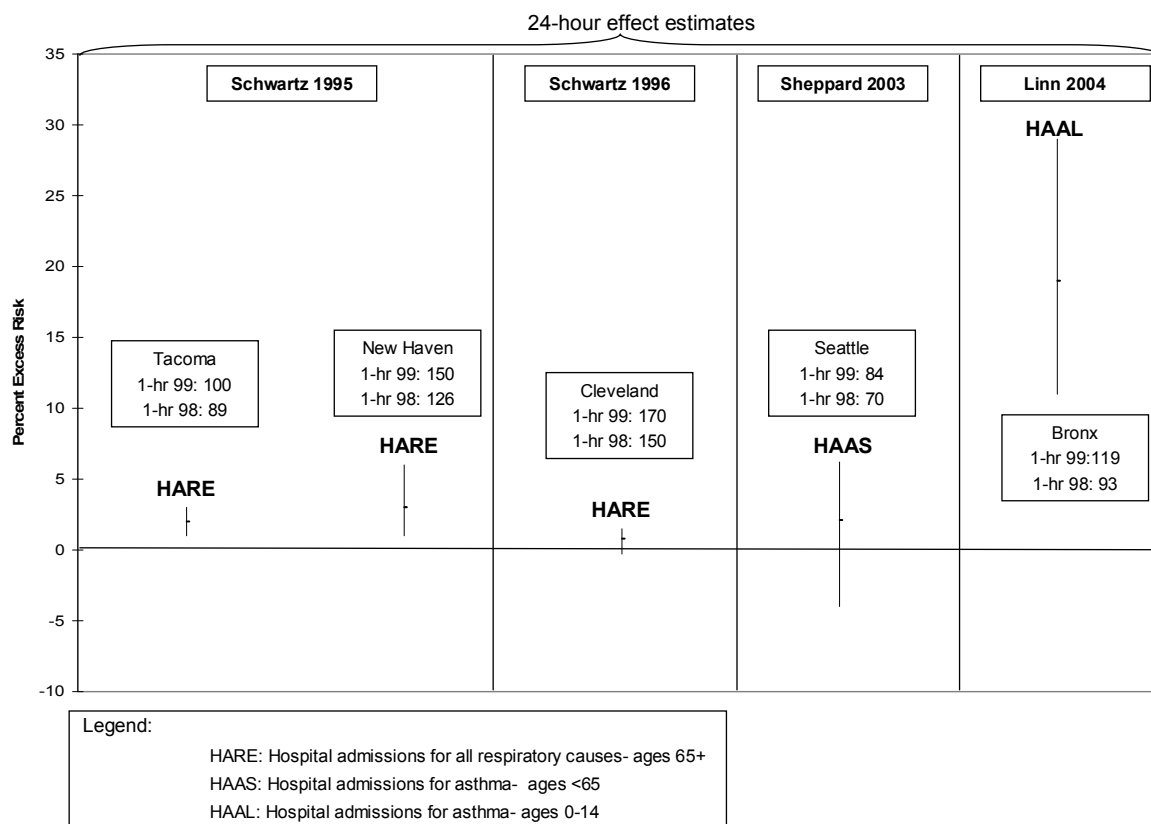 24-hour effect estimates
35
30
25
20
15
10
5
0
-5
-10
Percent Excess Risk
Schwartz 1995
Schwartz 1996
Sheppard 2003
Linn 2004
Tacoma
1-hr 99: 100
1-hr 98: 89
HARE
New Haven
1-hr 99: 150
1-hr 98: 126
HARE
Cleveland
1-hr 99: 170
1-hr 98: 150
HARE
Seattle
1-hr 99: 84
1-hr 98: 70
HAAS
HAAL
Bronx
1-hr 99:119
1-hr 98: 93
Legend:
HARE: Hospital admissions for all respiratory causes- ages 65+
HAAS: Hospital admissions for asthma- ages <65
HAAL: Hospital admissions for asthma- ages 0-14